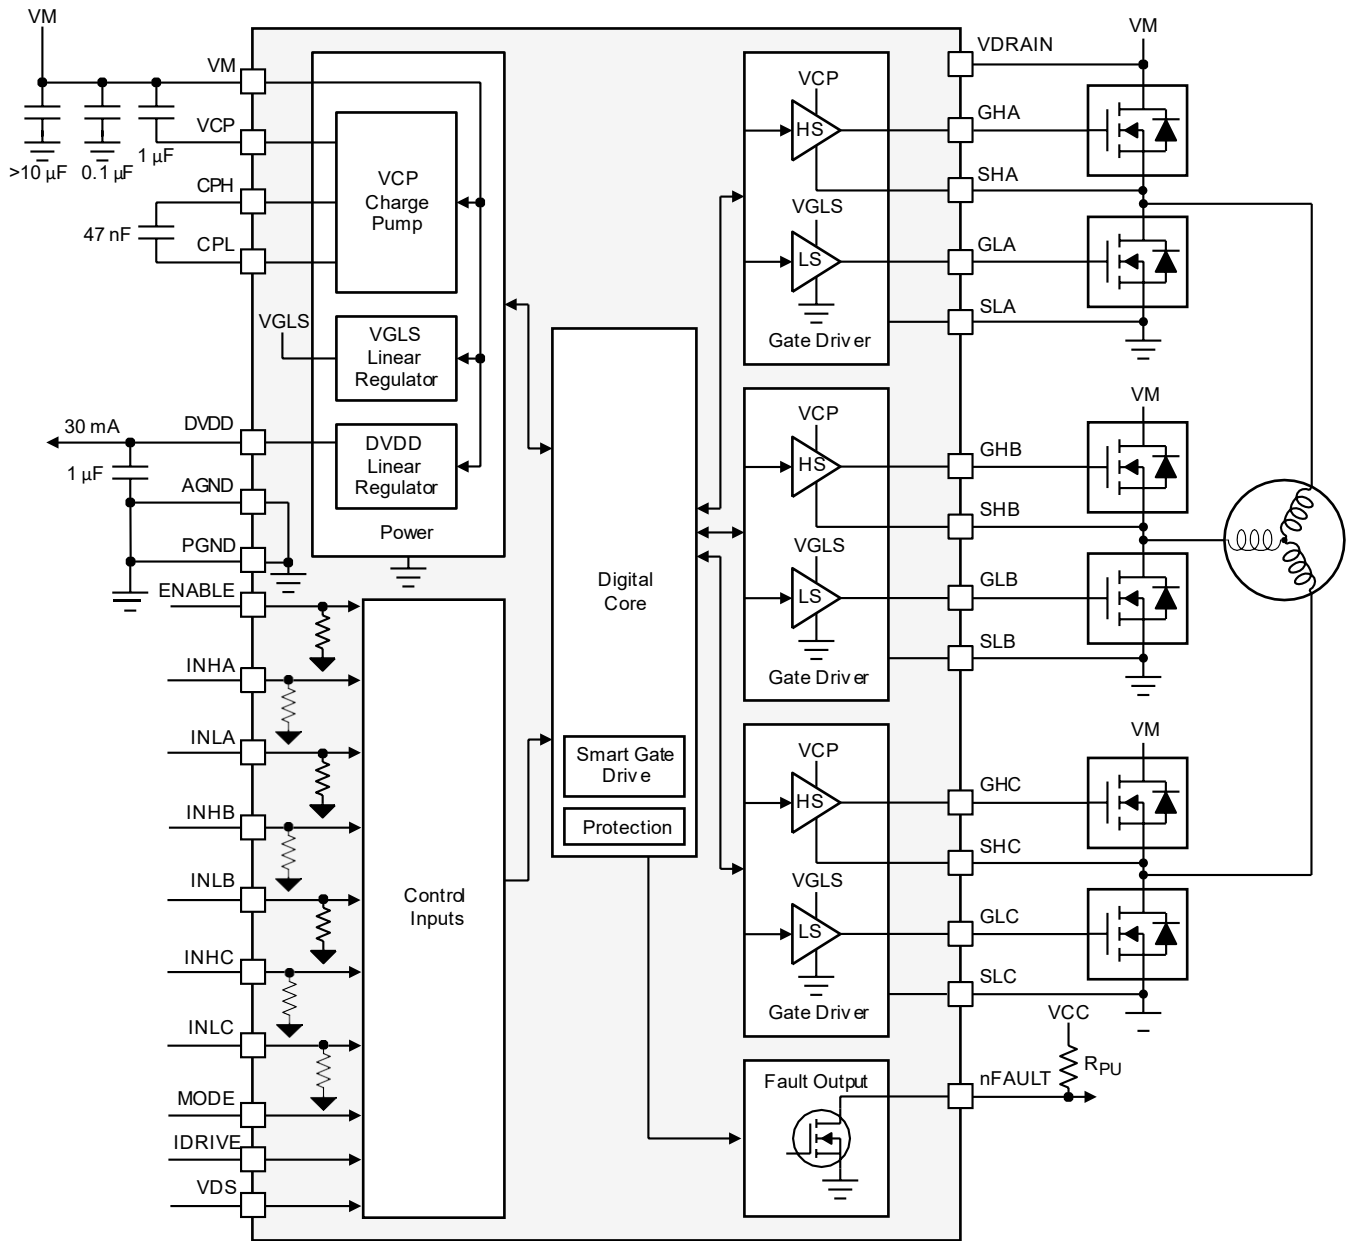 VM
VM
VCP
>10 µF
0.1 µF
1 µF
CPH
47 nF
CPL
VCP
Charge
Pump
VGLS
VGLS
Linear
Regulator
30 mA
DVDD
1 µF
DVDD
Linear
Regulator
AGND
PGND
Power
ENABLE
INHA
INLA
INHB
INLB
INHC
INLC
MODE
IDRIVE
VDS
Control
Inputs
Digital
Core
Smart Gate
Drive
Protection
VCP
HS
VGLS
LS
Gate Driver
VCP
HS
VGLS
LS
Gate Driver
VCP
HS
VGLS
LS
Gate Driver
Fault Output
VDRAIN
VM
GHA
SHA
GLA
SLA
VM
GHB
SHB
GLB
SLB
VM
GHC
SHC
GLC
SLC
VCC
RPU
nFAULT